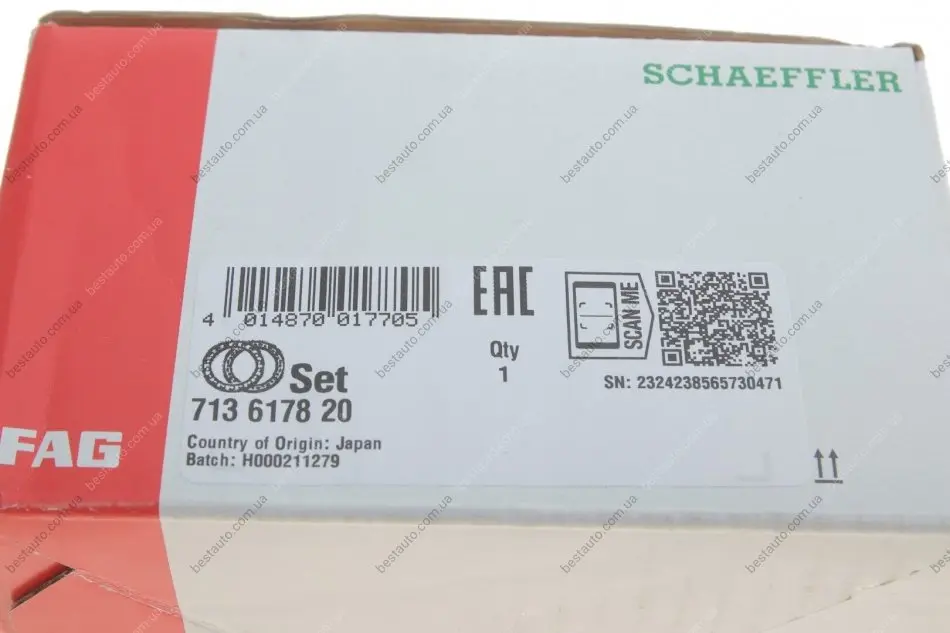 SCHAEFFLER
4 014870 017705
EAC
SCAN ME
Qty
1
SN: 2324238565730471
Set
713 6178 20
Country of Origin: Japan
Batch: H000211279
FAG
bestauto.com.ua